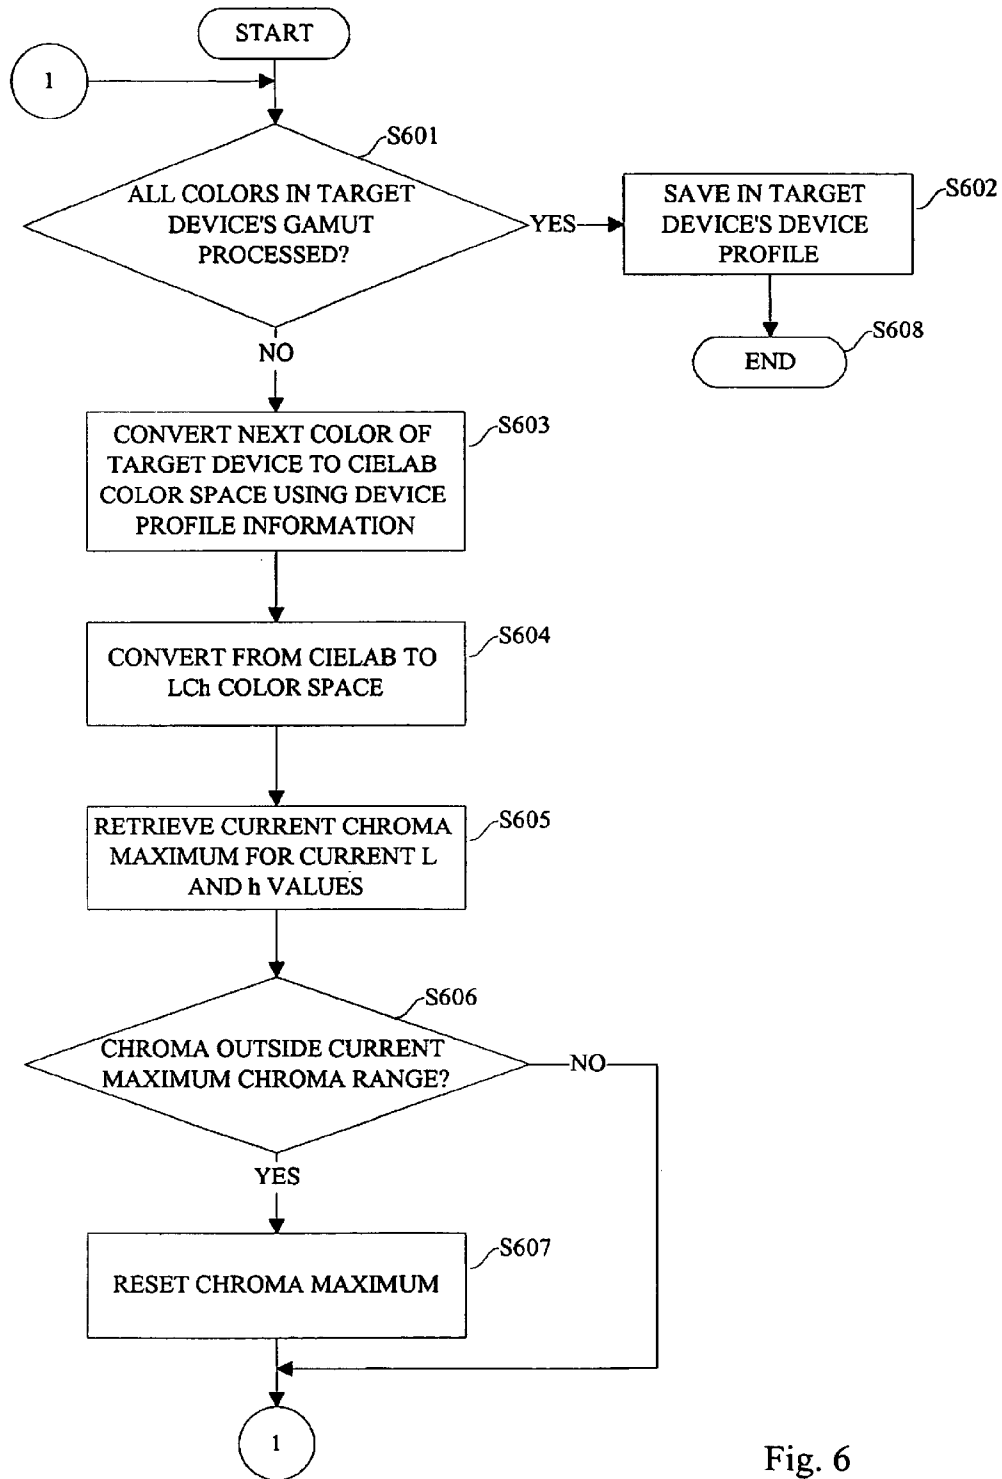 START
1
S601
ALL COLORS IN TARGET
DEVICE'S GAMUT
PROCESSED?
YES
SAVE IN TARGET
DEVICE'S DEVICE
PROFILE
S602
S608
END
NO
CONVERT NEXT COLOR OF
TARGET DEVICE TO CIELAB
COLOR SPACE USING DEVICE
PROFILE INFORMATION
S603
CONVERT FROM CIELAB TO
LCh COLOR SPACE
S604
RETRIEVE CURRENT CHROMA
MAXIMUM FOR CURRENT L
AND h VALUES
S605
S606
CHROMA OUTSIDE CURRENT
MAXIMUM CHROMA RANGE?
NO
YES
RESET CHROMA MAXIMUM
S607
1
Fig. 6